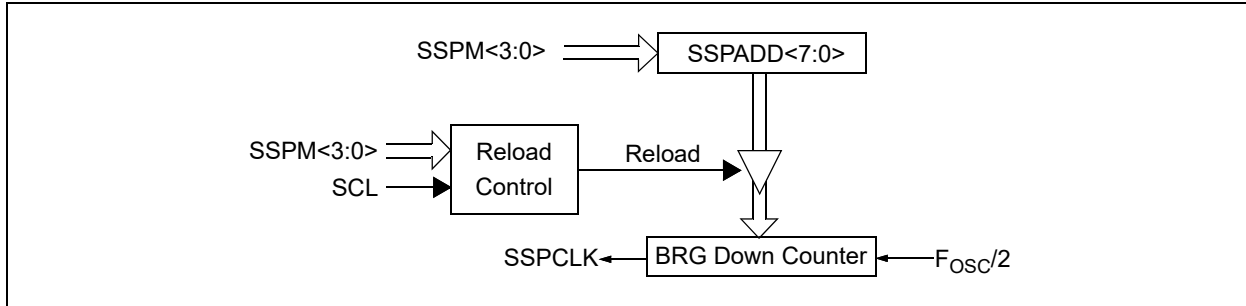 SSPM<3:0>
SSPADD<7:0>
SSPM<3:0>
SCL
Reload
Control
Reload
SSPCLK
BRG Down Counter
FOSC/2